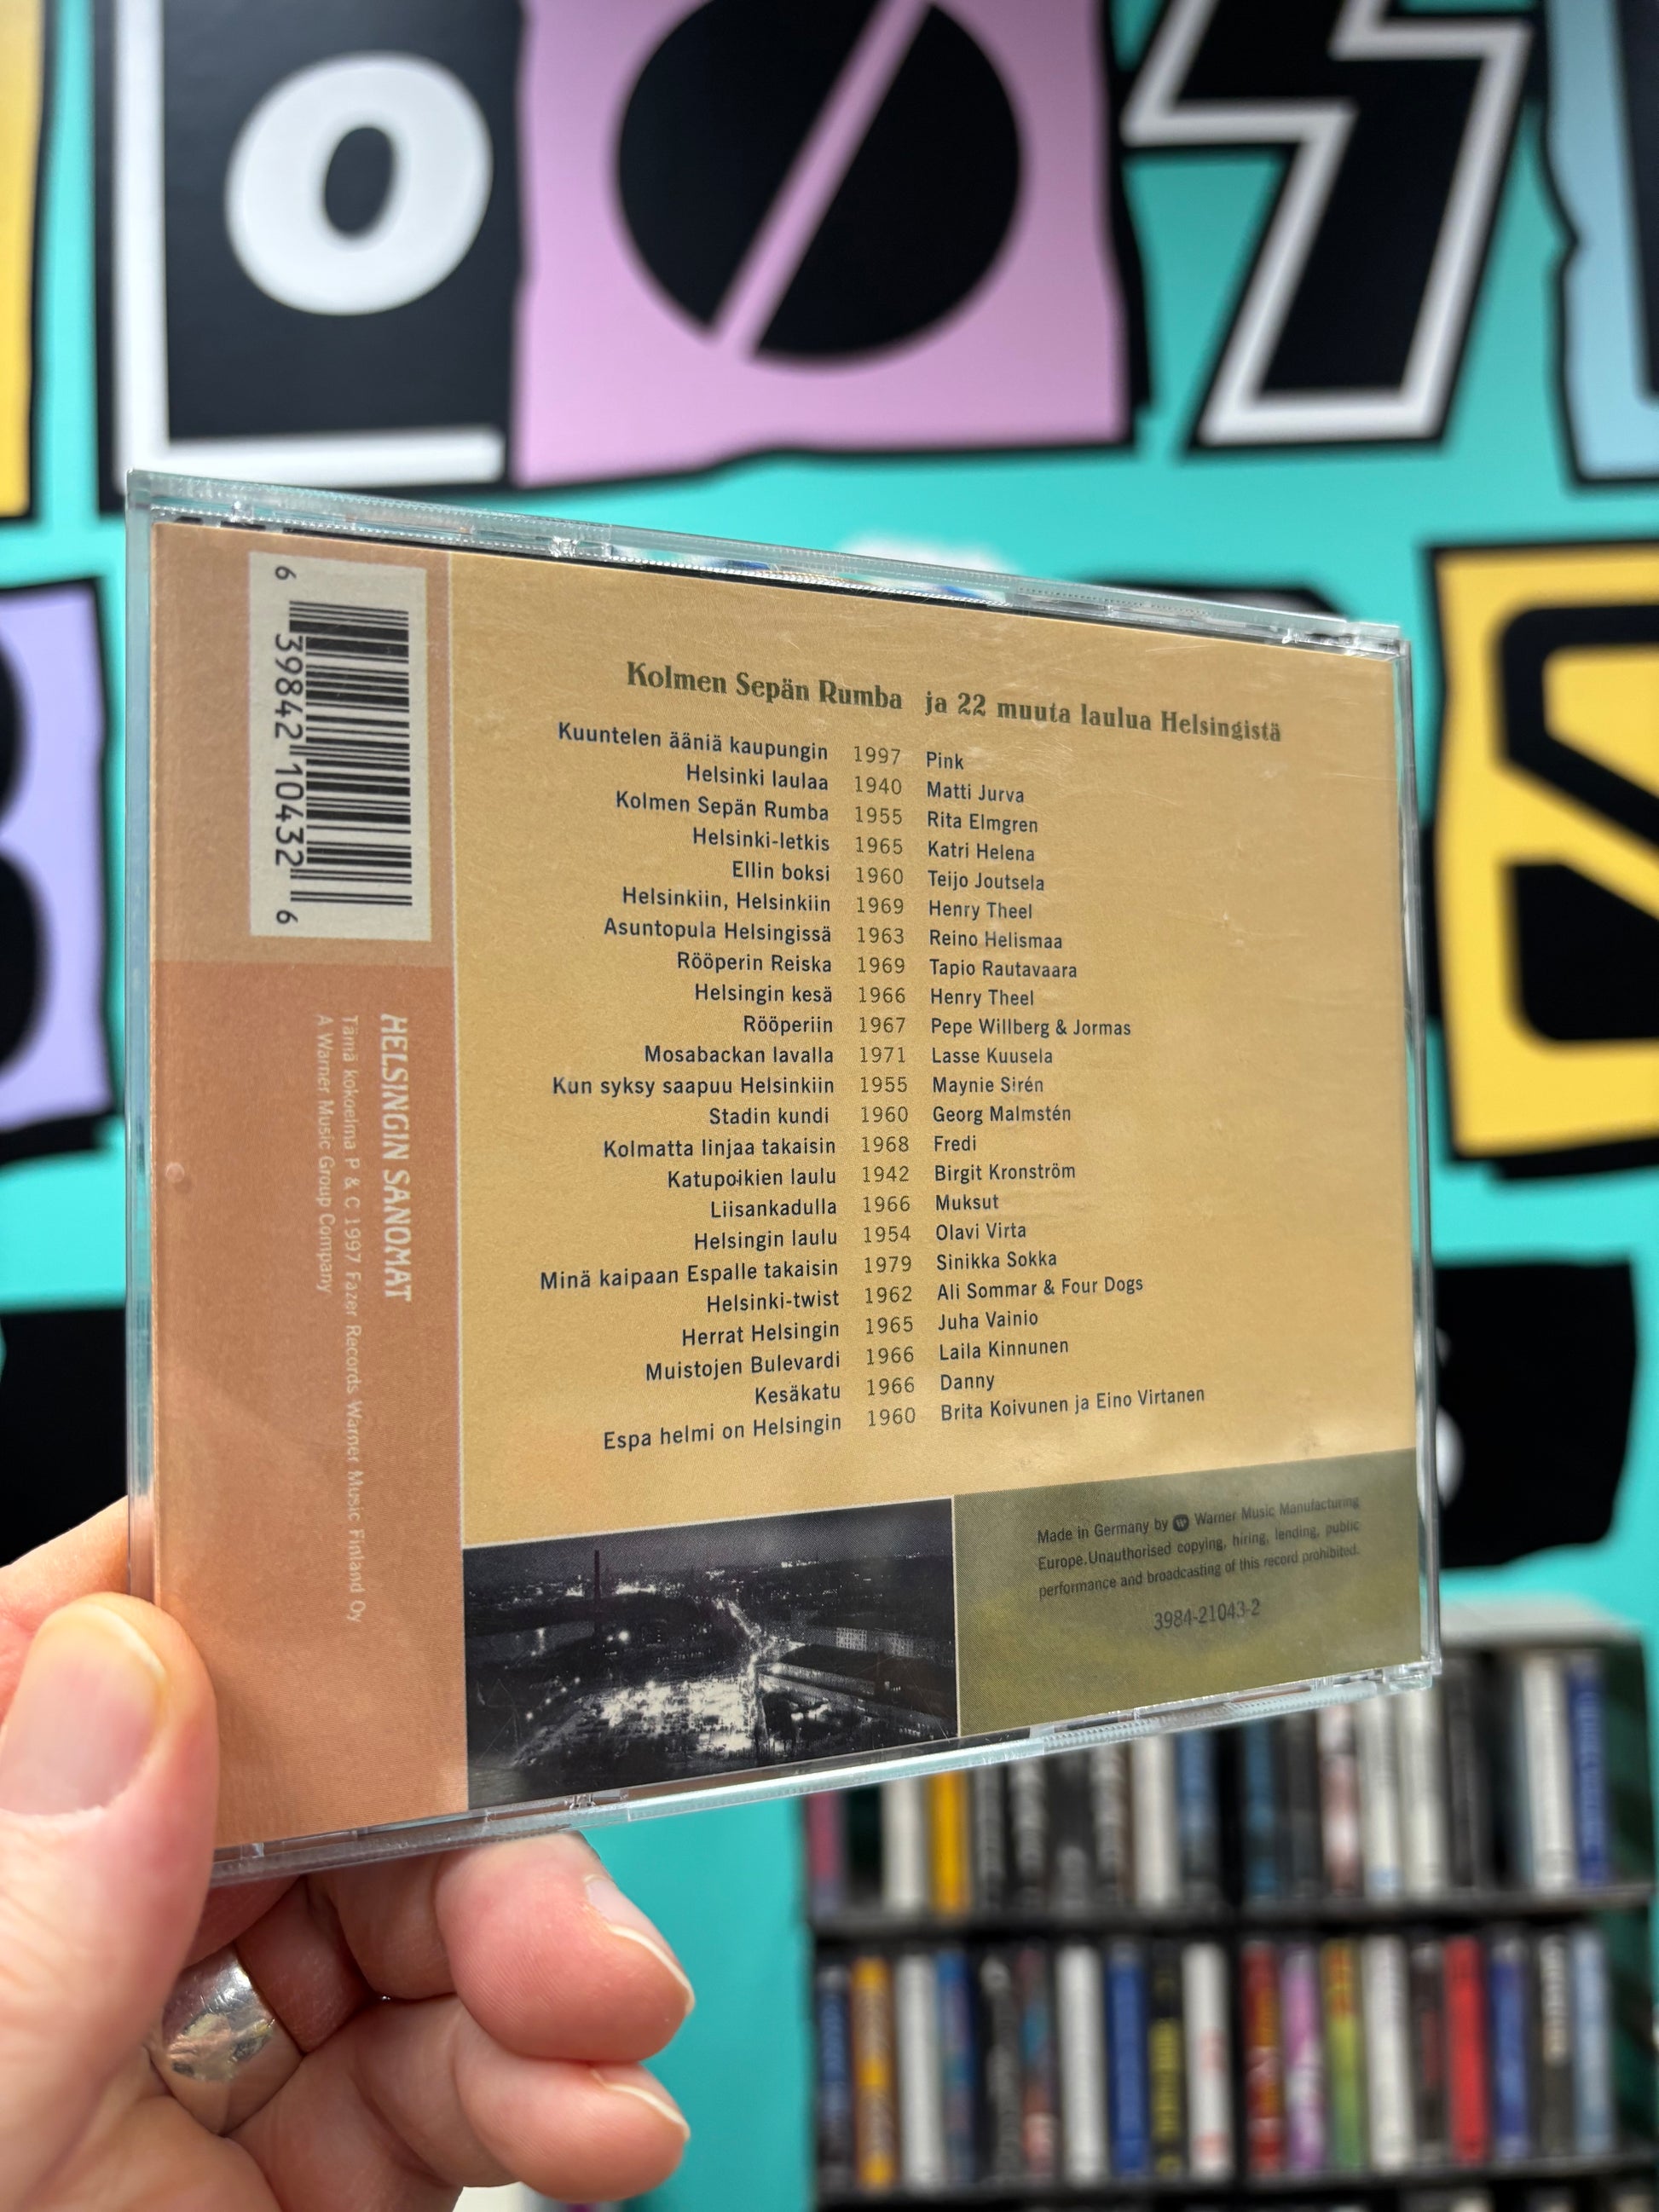 Kolmen Sepän Rumba ja 22 muuta laulua Helsingistä
Kuuntelen ääniä kaupungin 1997 Pink
Helsinki laulaa 1940 Matti Jurva
Kolmen Sepän Rumba 1955 Rita Elmgren
Helsinki-letkis 1965 Katri Helena
Ellin boksi 1960 Teijo Joutsela
Helsinkiin, Helsinkiin 1969 Henry Theel
Asuntopula Helsingissä 1963 Reino Helismaa
Rööperin Reiska 1969 Tapio Rautavaara
Helsingin kesä 1966 Henry Theel
Rööperiin 1967 Pepe Willberg & Jormas
Mosabackan lavalla 1971 Lasse Kuusela
Kun syksy saapuu Helsinkiin 1955 Maynie Sirén
Stadin kundi 1960 Georg Malmstén
Kolmatta linjaa takaisin 1968 Fredi
Katupoikien laulu 1942 Birgit Kronström
Liisankadulla 1966 Muksut
Helsingin laulu 1954 Olavi Virta
Minä kaipaan Espalle takaisin 1979 Sinikka Sokka
Helsinki-twist 1962 Ali Sommar & Four Dogs
Herrat Helsingin 1965 Juha Vainio
Muistojen Bulevardi 1966 Laila Kinnunen
Kesäkatu 1966 Danny
Espa helmi on Helsingin 1960 Brita Koivunen ja Eino Virtanen
6 39842 10432 6
HELSINGIN SANOMAT
Tämä kokoelma P & C 1997 Fazer Records Warner Music Finland Oy
A Warner Music Group Company
Made in Germany by W Warner Music Manufacturing
Europe. Unauthorised copying, hiring, lending, public
performance and broadcasting of this record prohibited.
3984-21043-2